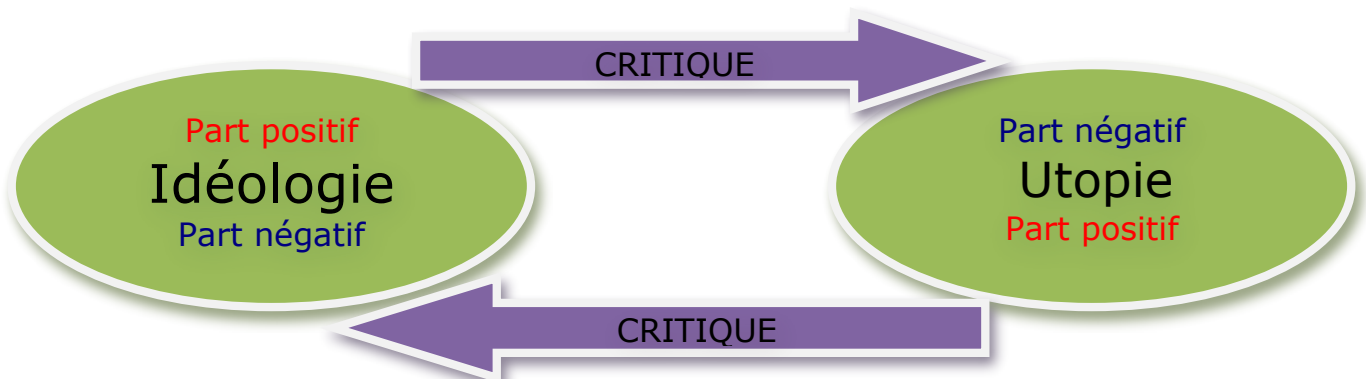 CRITIQUE
Part positif
Idéologie
Part négatif
Part négatif
Utopie
Part positif
CRITIQUE